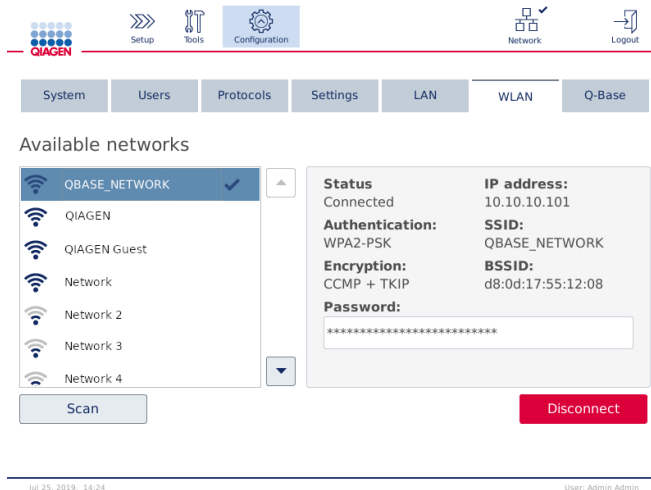 QIAGEN
Setup
Tools
Configuration
Network
Logout
System
Users
Protocols
Settings
LAN
WLAN
Q-Base
Available networks
QBASE_NETWORK
QIAGEN
QIAGEN Guest
Network
Network 2
Network 3
Network 4
Status
Connected
IP address:
10.10.10.101
Authentication:
WPA2-PSK
SSID:
QBASE_NETWORK
Encryption:
CCMP + TKIP
BSSID:
d8:0d:17:55:12:08
Password:
**************************
Scan
Disconnect
Jul 25, 2019, 14:24
User: Admin Admin